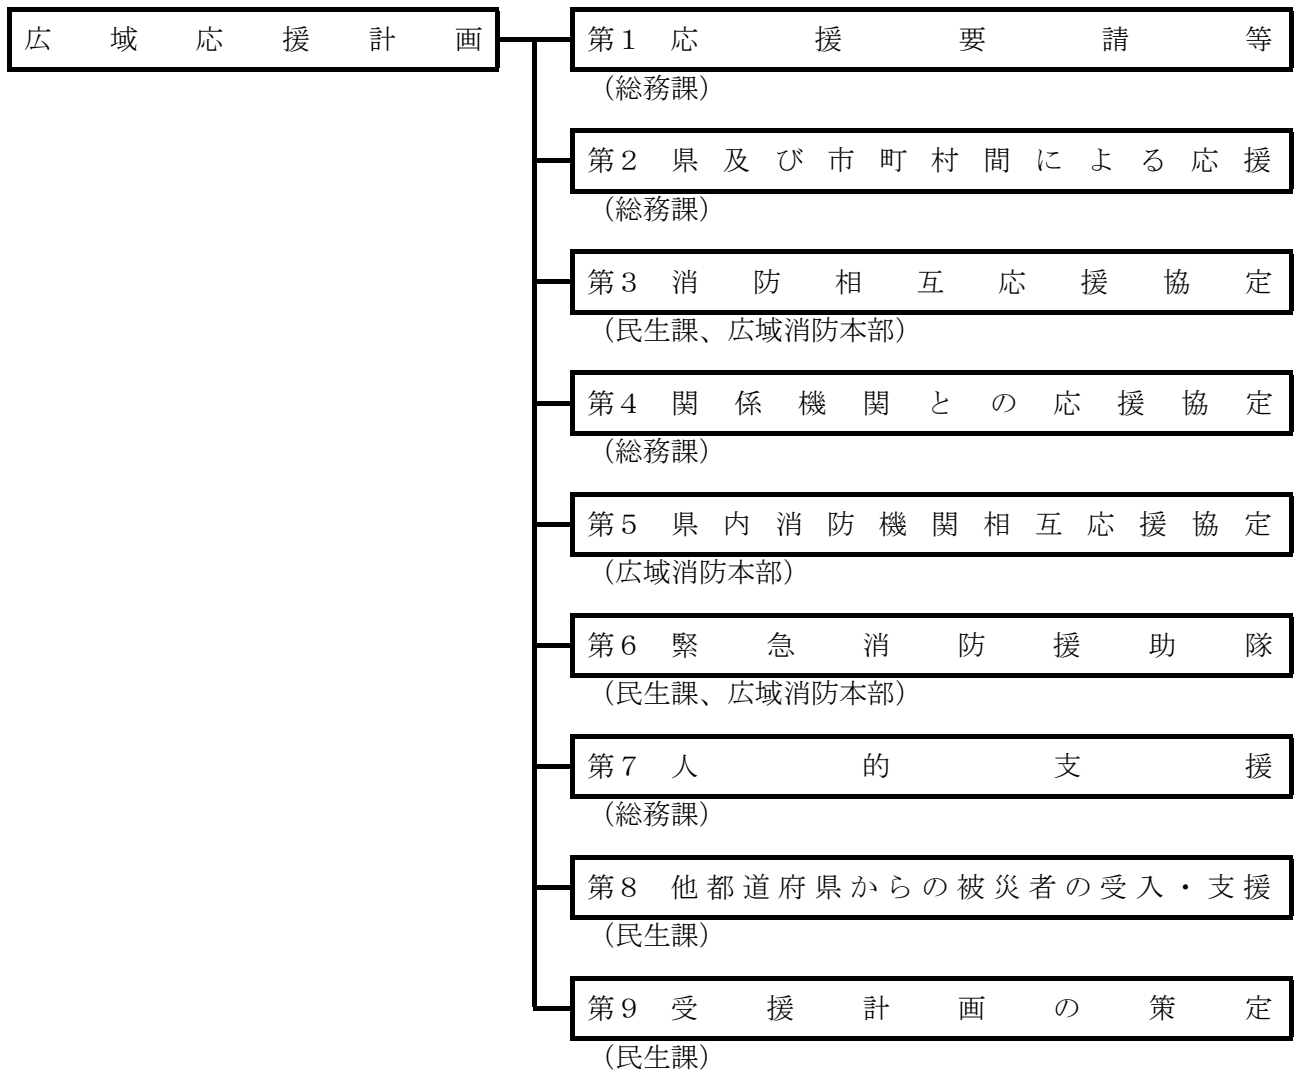 広域応援計画
第１ 応援要請等
（総務課）
第２ 県及び市町村間による応援
（総務課）
第３ 消防相互応援協定
（民生課、広域消防本部）
第４ 関係機関との応援協定
（総務課）
第５ 県内消防機関相互応援協定
（広域消防本部）
第６ 緊急消防援助隊
（民生課、広域消防本部）
第７ 人的支援
（総務課）
第８ 他都道府県からの被災者の受入・支援
（民生課）
第９ 受援計画の策定
（民生課）